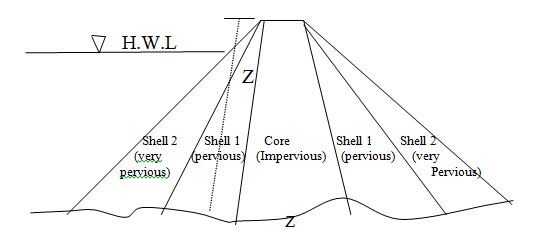 H.W.L
Z
Shell 2
(very
pervious)
Shell 1
(pervious)
Core
(Impervious)
Shell 1
(pervious)
Shell 2
(very
Pervious)
Z